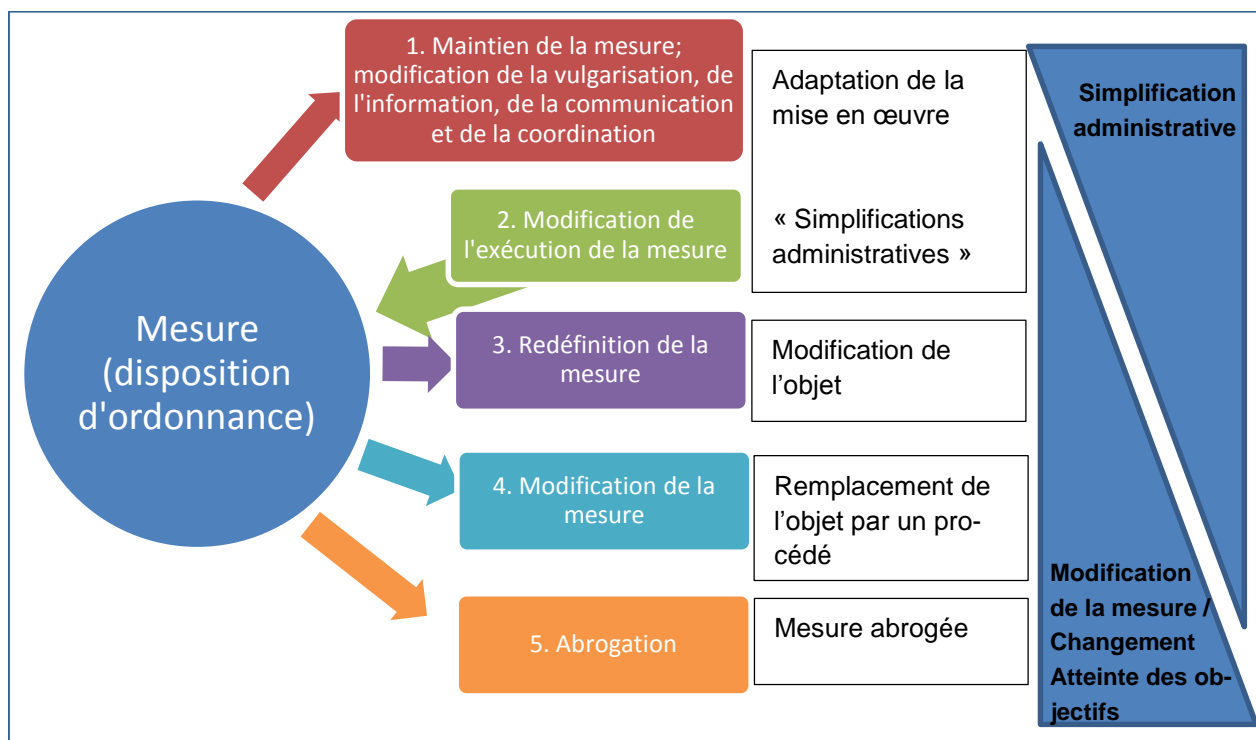 Mesure
(disposition
d'ordonnance)
1. Maintien de la mesure;
modification de la vulgarisation, de
l'information, de la communication
et de la coordination
Adaptation de la
mise en œuvre
2. Modification de
l'exécution de la mesure
« Simplifications
administratives »
3. Redéfinition de la
mesure
Modification de
l’objet
4. Modification de la
mesure
Remplacement de
l’objet par un pro-
cédé
5. Abrogation
Mesure abrogée
Simplification
administrative
Modification
de la mesure /
Changement
Atteinte des ob-
jectifs